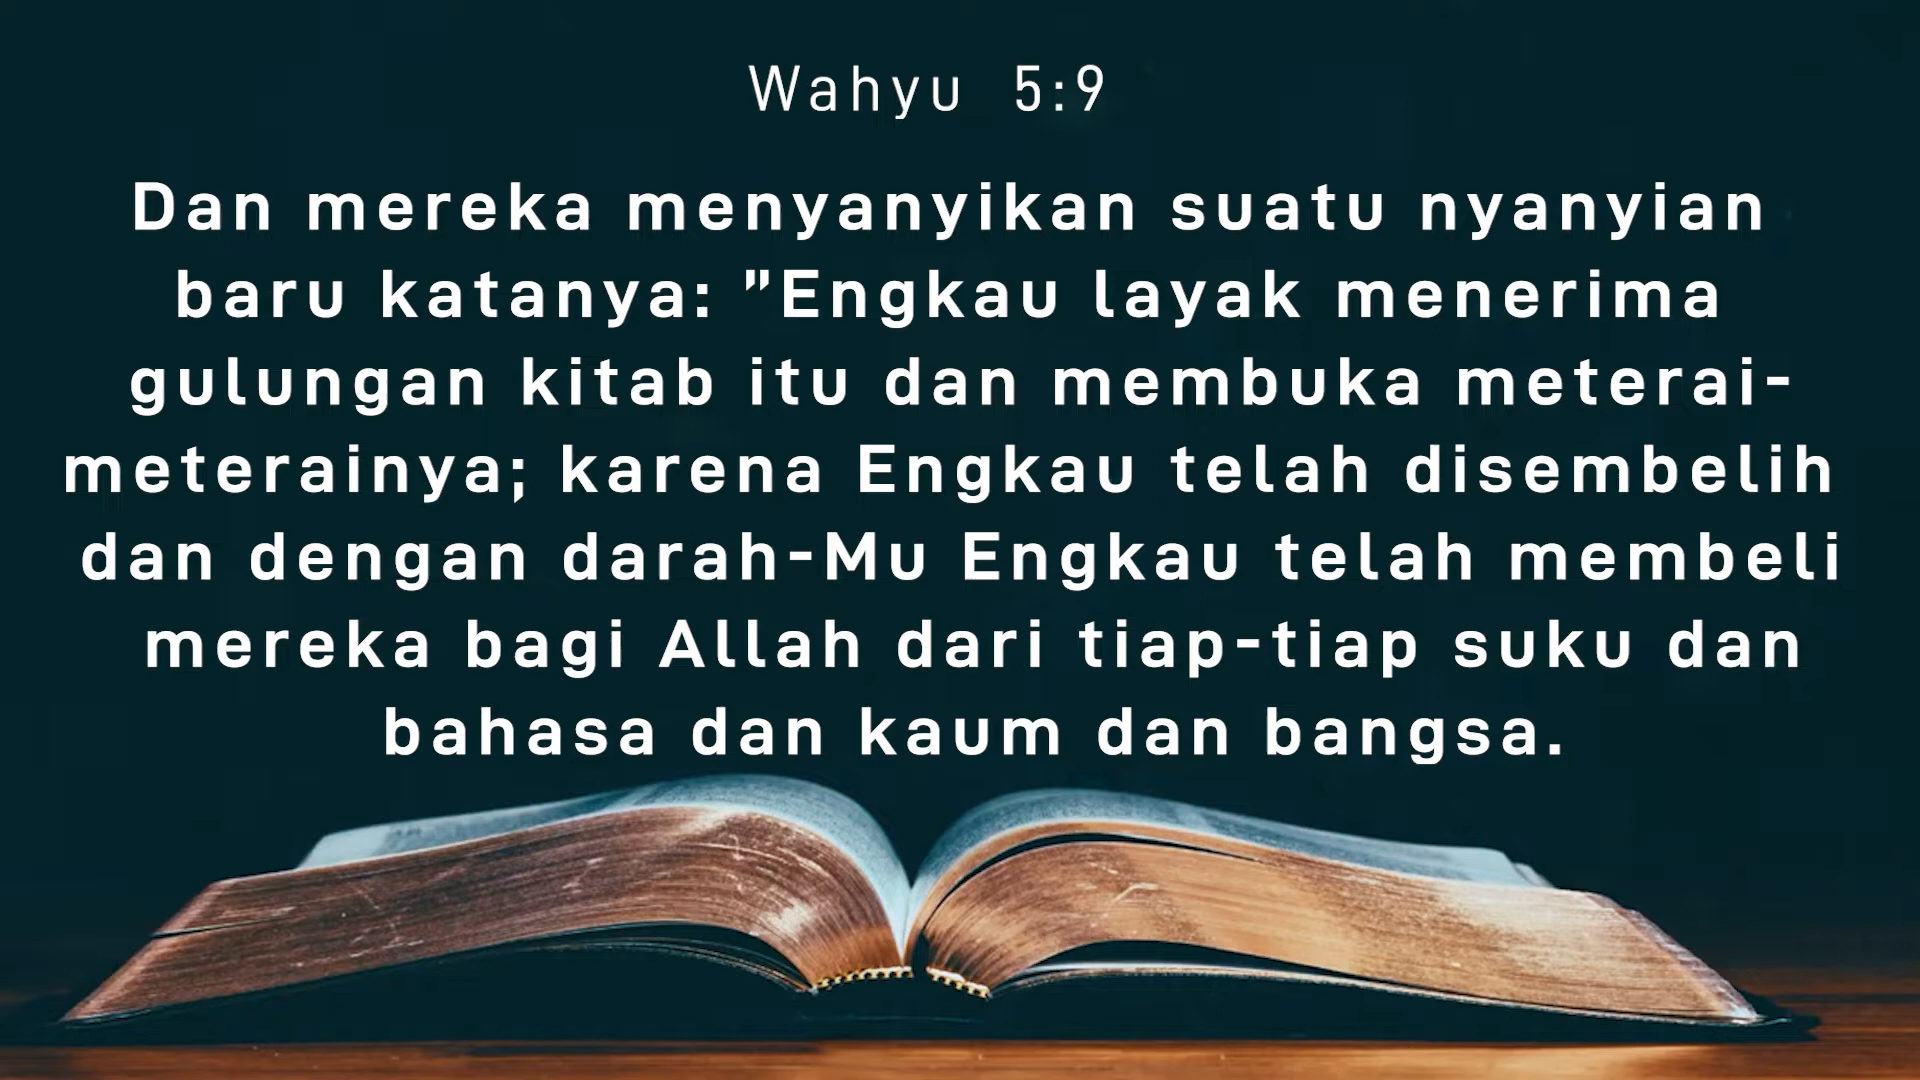 Wahyu 5:9
Dan mereka menyanyikan suatu nyanyian
baru katanya: "Engkau layak menerima
gulungan kitab itu dan membuka meterai-
meterainya; karena Engkau telah disembelih
dan dengan darah-Mu Engkau telah membeli
mereka bagi Allah dari tiap-tiap suku dan
bahasa dan kaum dan bangsa.